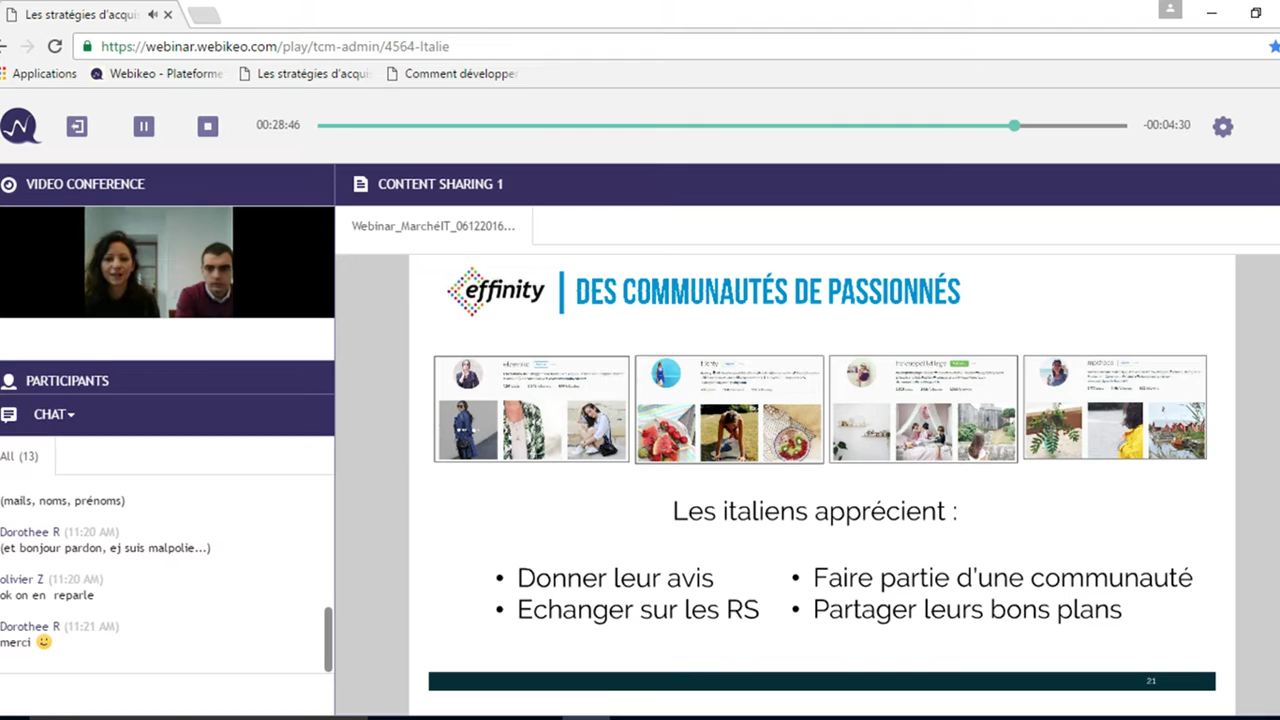 Les stratégies d'acquis
https://webinar.webikeo.com/play/tcm-admin/4564-Italie
Applications
Webikeo - Plateforme
Les stratégies d'acqui
Comment développer
00:28:46
-00:04:30
VIDEO CONFERENCE
CONTENT SHARING 1
Webinar_MarchéIT_06122016...
effinity
DES COMMUNAUTÉS DE PASSIONNÉS
PARTICIPANTS
CHAT
All (13)
(mails, noms, prénoms)
Dorothee R (11:20 AM)
(et bonjour pardon, ej suis malpolie...)
olivier Z (11:20 AM)
ok on en reparle
Dorothee R (11:21 AM)
merci
Les italiens apprécient :
• Donner leur avis
• Echanger sur les RS
• Faire partie d'une communauté
• Partager leurs bons plans
21